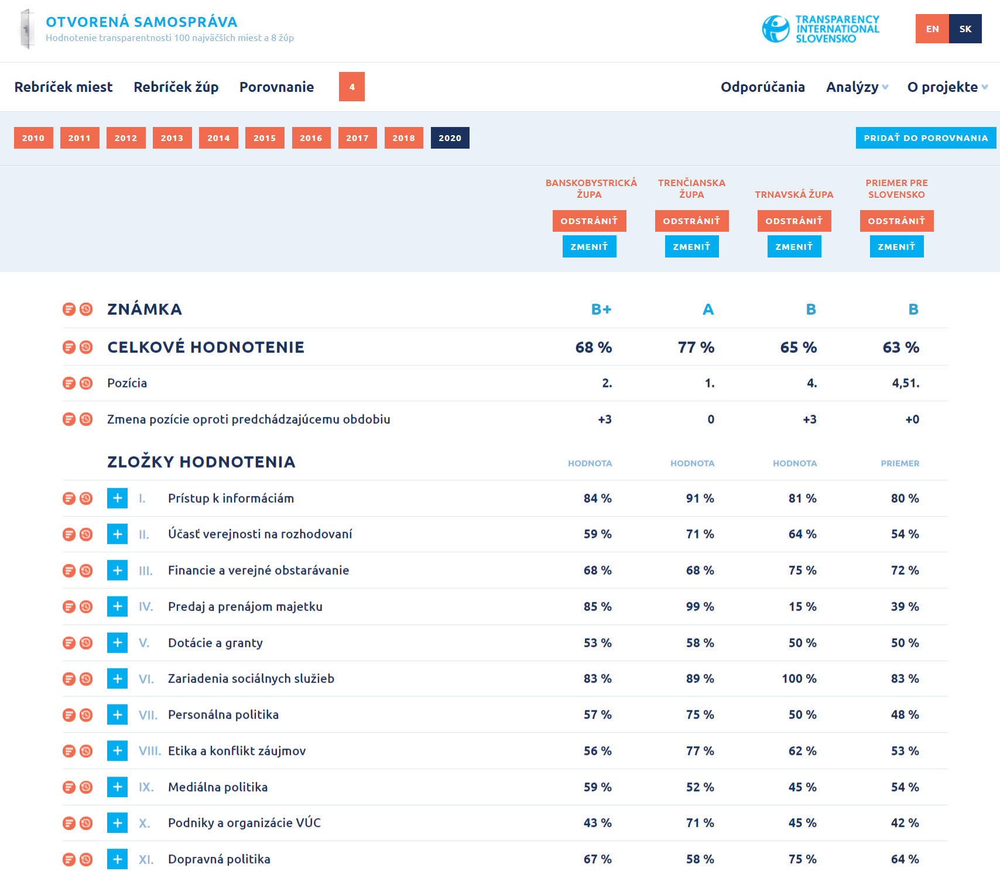 OTVORENÁ SAMOSPRÁVA
Hodnotenie transparentnosti 100 najväčších miest a 8 žúp
TRANSPARENCY
INTERNATIONAL
SLOVENSKO
EN SK
Rebríček miest Rebríček žúp Porovnanie 4 Odporúčania Analýzy O projekte
2010 2011 2012 2013 2014 2015 2016 2017 2018 2020 PRIDAŤ DO POROVNANIA
BANSKOBYSTRICKÁ ŽUPA TRENČIANSKA ŽUPA TRNAVSKÁ ŽUPA PRIEMER PRE SLOVENSKO
ODSTRÁNIŤ ODSTRÁNIŤ ODSTRÁNIŤ ODSTRÁNIŤ
ZMENIŤ ZMENIŤ ZMENIŤ ZMENIŤ
ZNÁMKA B+ A B B
CELKOVÉ HODNOTENIE 68 % 77 % 65 % 63 %
Pozícia 2. 1. 4. 4,51.
Zmena pozície oproti predchádzajúcemu obdobiu +3 0 +3 +0
ZLOŽKY HODNOTENIA HODNOTA HODNOTA HODNOTA PRIEMER
+ I. Prístup k informáciám 84 % 91 % 81 % 80 %
+ II. Účasť verejnosti na rozhodovaní 59 % 71 % 64 % 54 %
+ III. Financie a verejné obstarávanie 68 % 68 % 75 % 72 %
+ IV. Predaj a prenájom majetku 85 % 99 % 15 % 39 %
+ V. Dotácie a granty 53 % 58 % 50 % 50 %
+ VI. Zariadenia sociálnych služieb 83 % 89 % 100 % 83 %
+ VII. Personálna politika 57 % 75 % 50 % 48 %
+ VIII. Etika a konflikt záujmov 56 % 77 % 62 % 53 %
+ IX. Mediálna politika 59 % 52 % 45 % 54 %
+ X. Podniky a organizácie VÚC 43 % 71 % 45 % 42 %
+ XI. Dopravná politika 67 % 58 % 75 % 64 %